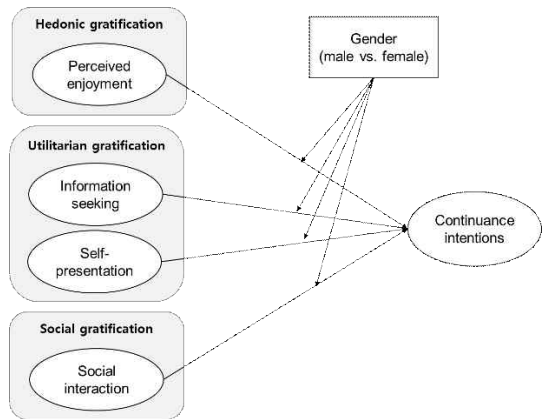 Hedonic gratification
Perceived
enjoyment
Gender
(male vs. female)
Utilitarian gratification
Information
seeking
Self-
presentation
Continuance
intentions
Social gratification
Social
interaction